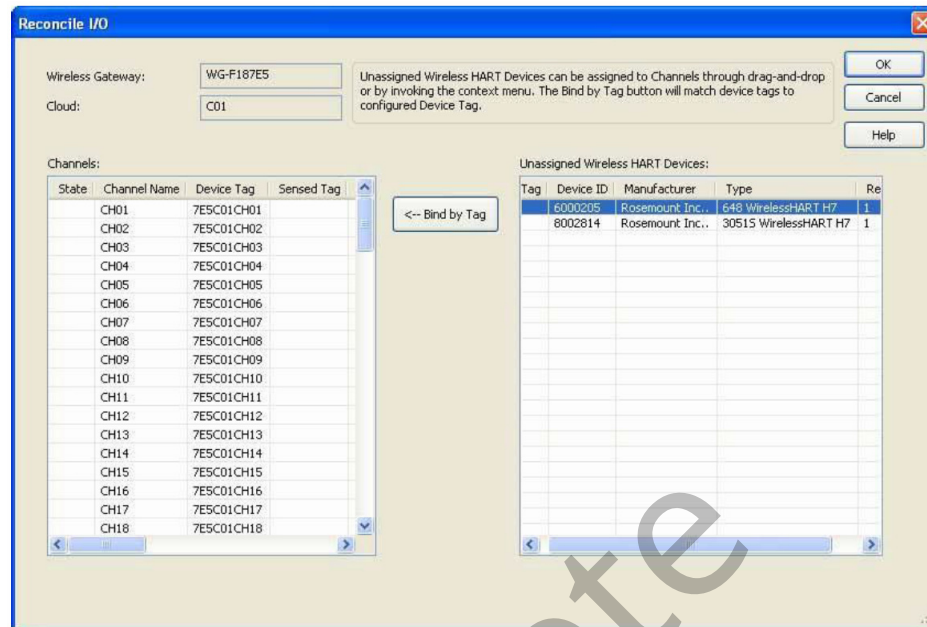 Reconcile I/O
Wireless Gateway:
WG-F187E5
Cloud:
C01
Unassigned Wireless HART Devices can be assigned to Channels through drag-and-drop
or by invoking the context menu. The Bind by Tag button will match device tags to
configured Device Tag.
OK
Cancel
Help
Channels:
State Channel Name Device Tag Sensed Tag
CH01 7E5C01CH01
CH02 7E5C01CH02
CH03 7E5C01CH03
CH04 7E5C01CH04
CH05 7E5C01CH05
CH06 7E5C01CH06
CH07 7E5C01CH07
CH08 7E5C01CH08
CH09 7E5C01CH09
CH10 7E5C01CH10
CH11 7E5C01CH11
CH12 7E5C01CH12
CH13 7E5C01CH13
CH14 7E5C01CH14
CH15 7E5C01CH15
CH16 7E5C01CH16
CH17 7E5C01CH17
CH18 7E5C01CH18
<-- Bind by Tag
Unassigned Wireless HART Devices:
Tag Device ID Manufacturer Type Re
6000205 Rosemount Inc.. 648 WirelessHART H7 1
8002814 Rosemount Inc.. 3051S WirelessHART H7 1